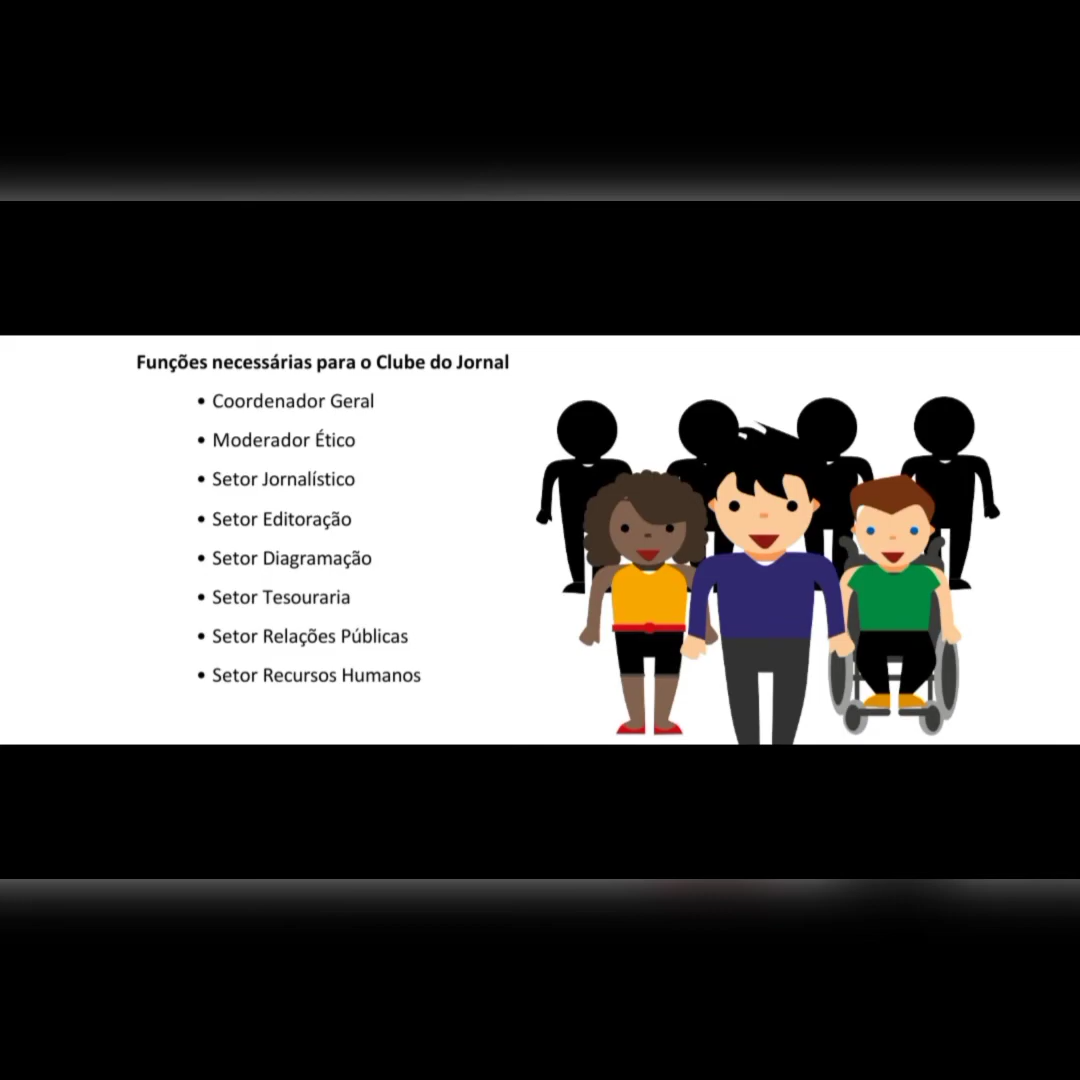 Funções necessárias para o Clube do Jornal
• Coordenador Geral
• Moderador Ético
• Setor Jornalístico
• Setor Editoração
• Setor Diagramação
• Setor Tesouraria
• Setor Relações Públicas
• Setor Recursos Humanos